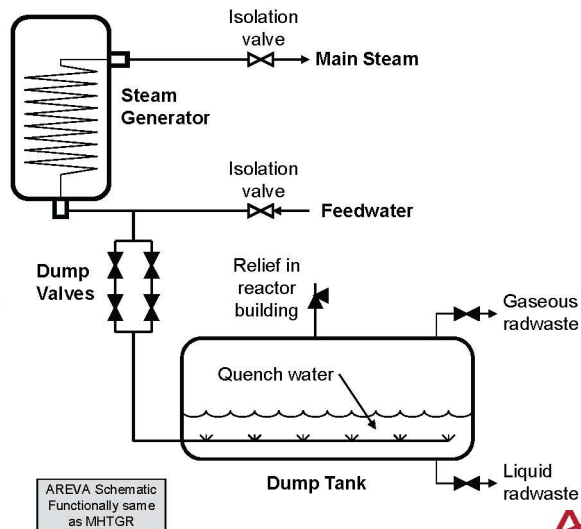 Isolation
valve
Main Steam
Steam
Generator
Isolation
valve
Feedwater
Dump
Valves
Relief in
reactor
building
Gaseous
radwaste
Quench water
Dump Tank
Liquid
radwaste
AREVA Schematic
Functionally same
as MHTGR